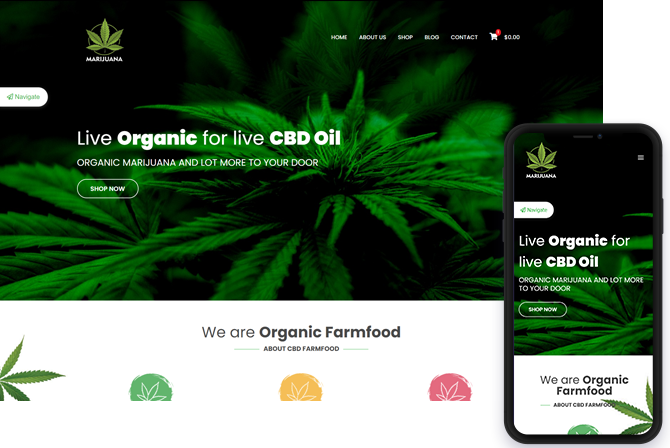 MARIJUANA
HOME ABOUT US SHOP BLOG CONTACT $0.00
Navigate
Live Organic for live CBD Oil
ORGANIC MARIJUANA AND LOT MORE TO YOUR DOOR
SHOP NOW
We are Organic Farmfood
ABOUT CBD FARMFOOD
MARIJUANA
Navigate
Live Organic for
live CBD Oil
ORGANIC MARIJUANA AND LOT MORE
TO YOUR DOOR
SHOP NOW
We are Organic
Farmfood
ABOUT CBD FARMFOOD